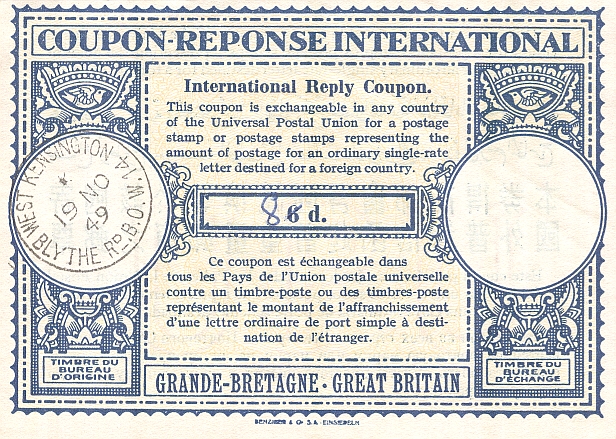 COUPON-REPONSE INTERNATIONAL
International Reply Coupon.
This coupon is exchangeable in any country
of the Universal Postal Union for a postage
stamp or postage stamps representing the
amount of postage for an ordinary single-rate
letter destined for a foreign country.
8 6 d.
Ce coupon est échangeable dans
tous les Pays de l'Union postale universelle
contre un timbre-poste ou des timbres-poste
représentant le montant de l'affranchissement
d'une lettre ordinaire de port simple à desti-
nation de l'étranger.
WEST KENSINGTON W.14
19 NO
49
BLYTHE RD. B.O.
TIMBRE DU
BUREAU
D'ORIGINE
GRANDE-BRETAGNE · GREAT BRITAIN
TIMBRE DU
BUREAU
D'ÉCHANGE
BENZIGER & Co S.A. - EINSIEDELN